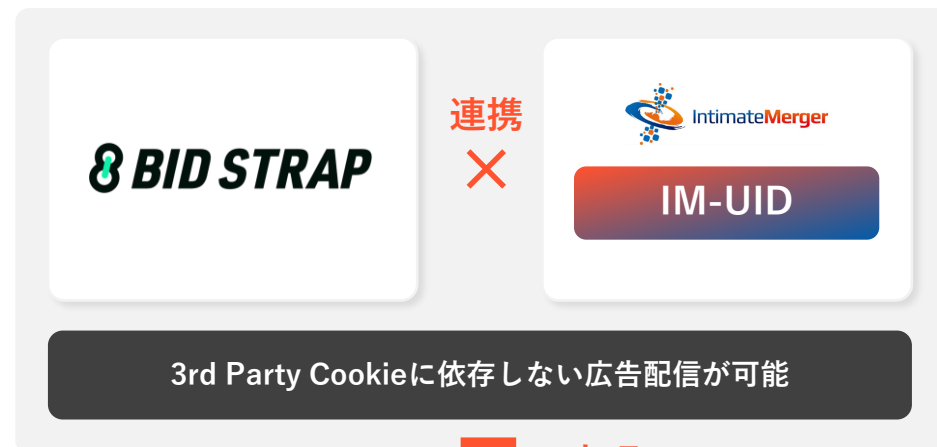 BID STRAP
連携
×
IntimateMerger
IM-UID
3rd Party Cookieに依存しない広告配信が可能